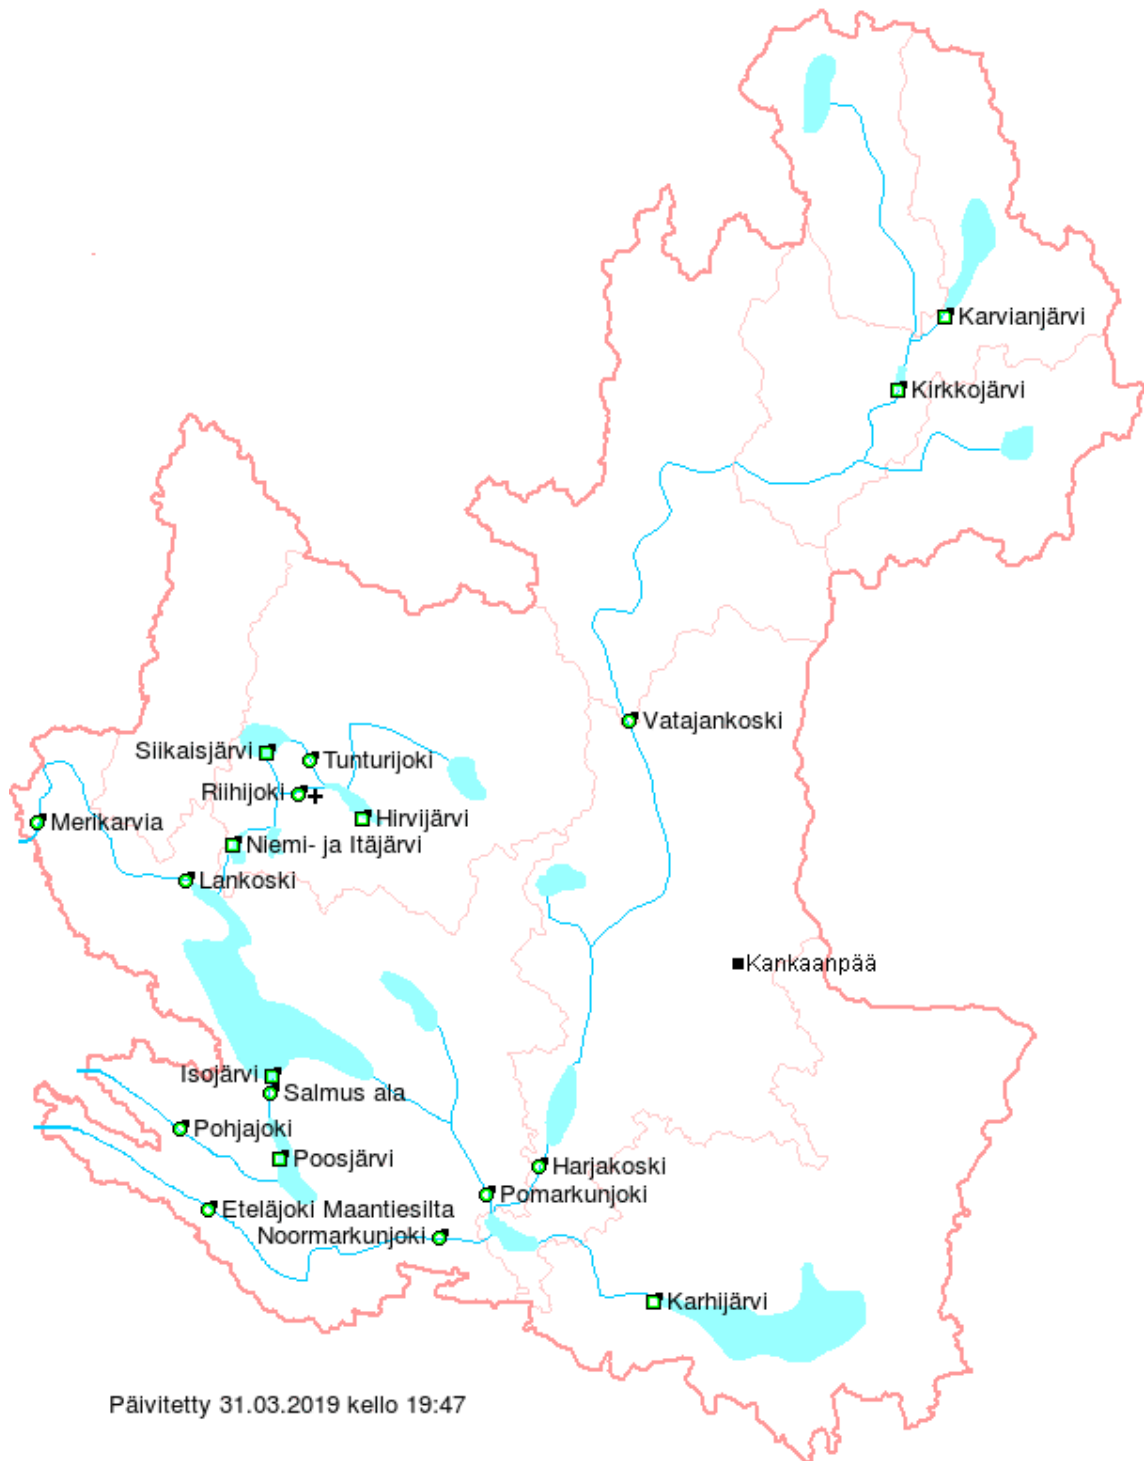 Karvianjärvi
Kirkkojärvi
Vatajankoski
Siikaisjärvi
Tunturijoki
Riihijoki
Hirvijärvi
Merikarvia
Niemi- ja Itäjärvi
Lankoski
Kankaanpää
Isojärvi
Salmus ala
Pohjajoki
Poosjärvi
Harjakoski
Pomarkunjoki
Eteläjoki Maantiesilta
Noormarkunjoki
Karhijärvi
Päivitetty 31.03.2019 kello 19:47